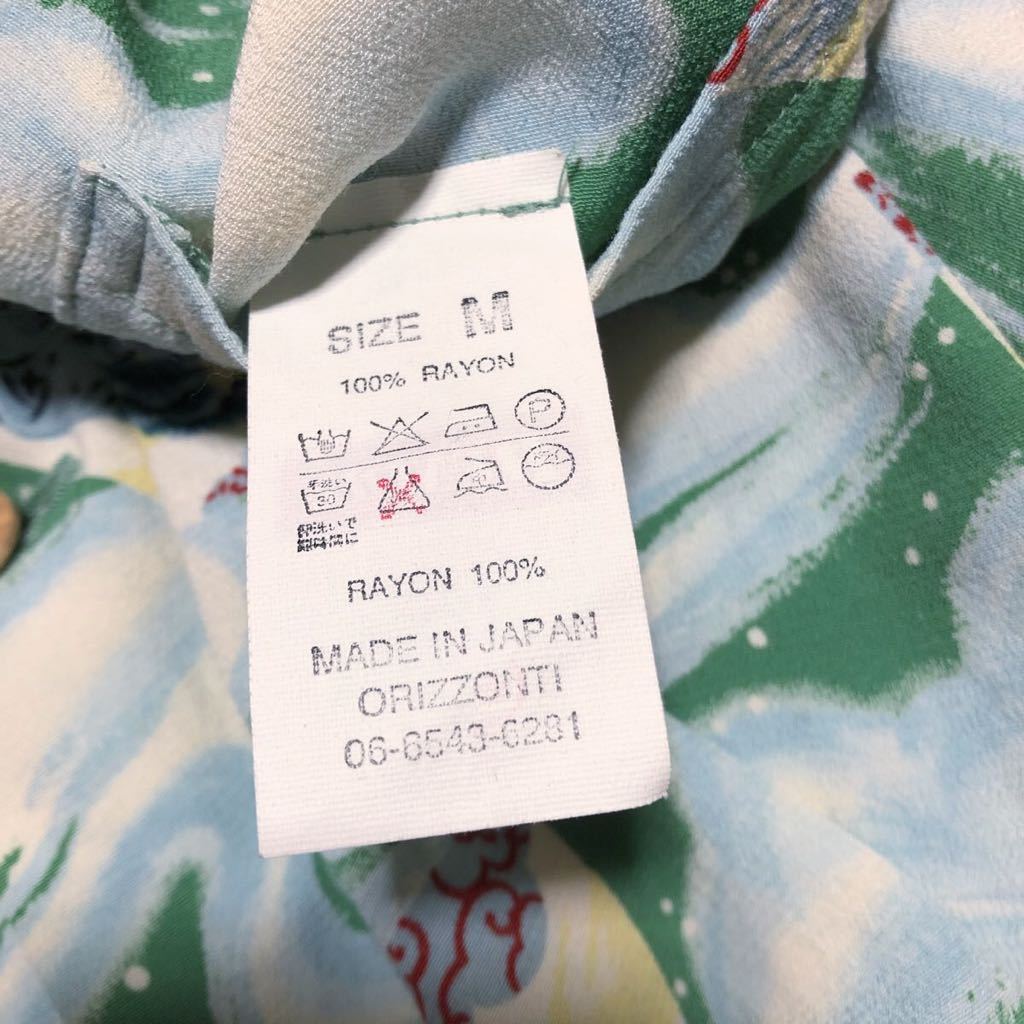 SIZE M
100% RAYON
P
手洗い
30
RAYON 100%
MADE IN JAPAN
ORIZZONTI
06-6543-6281